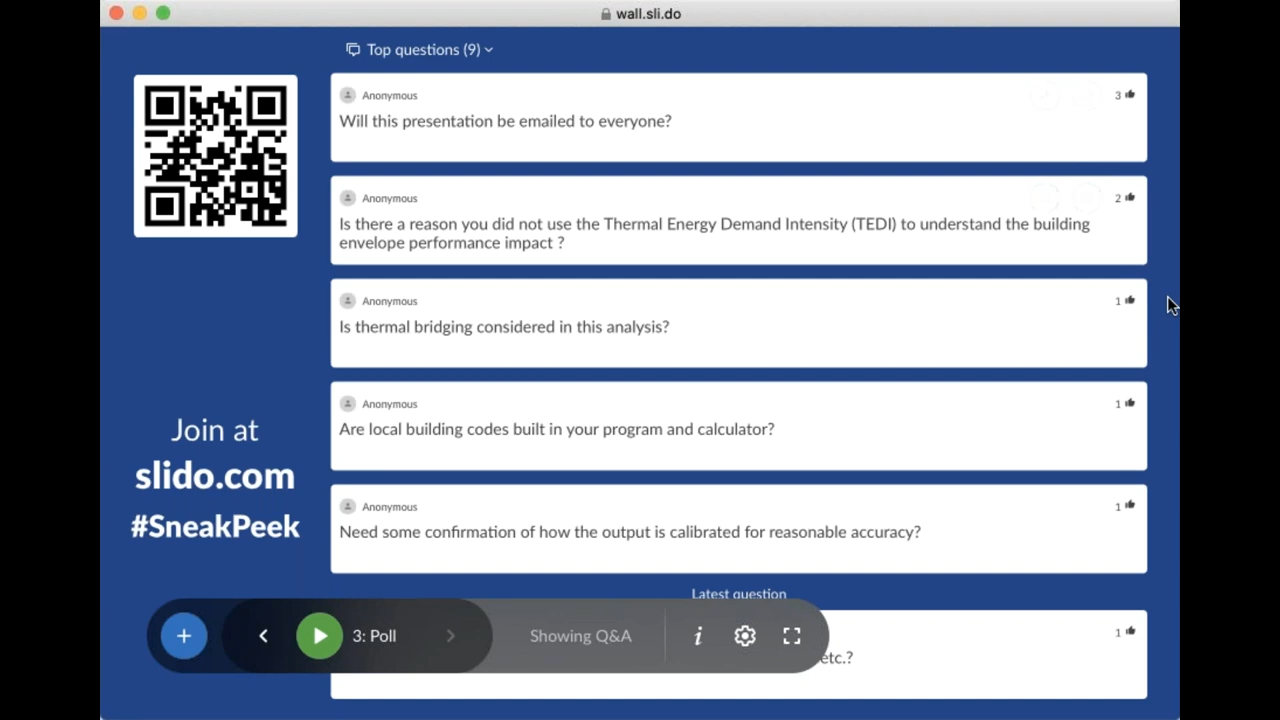 wall.sli.do
Top questions (9)
Anonymous
3
Will this presentation be emailed to everyone?
Anonymous
2
Is there a reason you did not use the Thermal Energy Demand Intensity (TEDI) to understand the building
envelope performance impact ?
Anonymous
1
Is thermal bridging considered in this analysis?
Anonymous
1
Are local building codes built in your program and calculator?
Anonymous
1
Need some confirmation of how the output is calibrated for reasonable accuracy?
Latest question
1
etc.?
Join at
slido.com
#SneakPeek
3: Poll
Showing Q&A